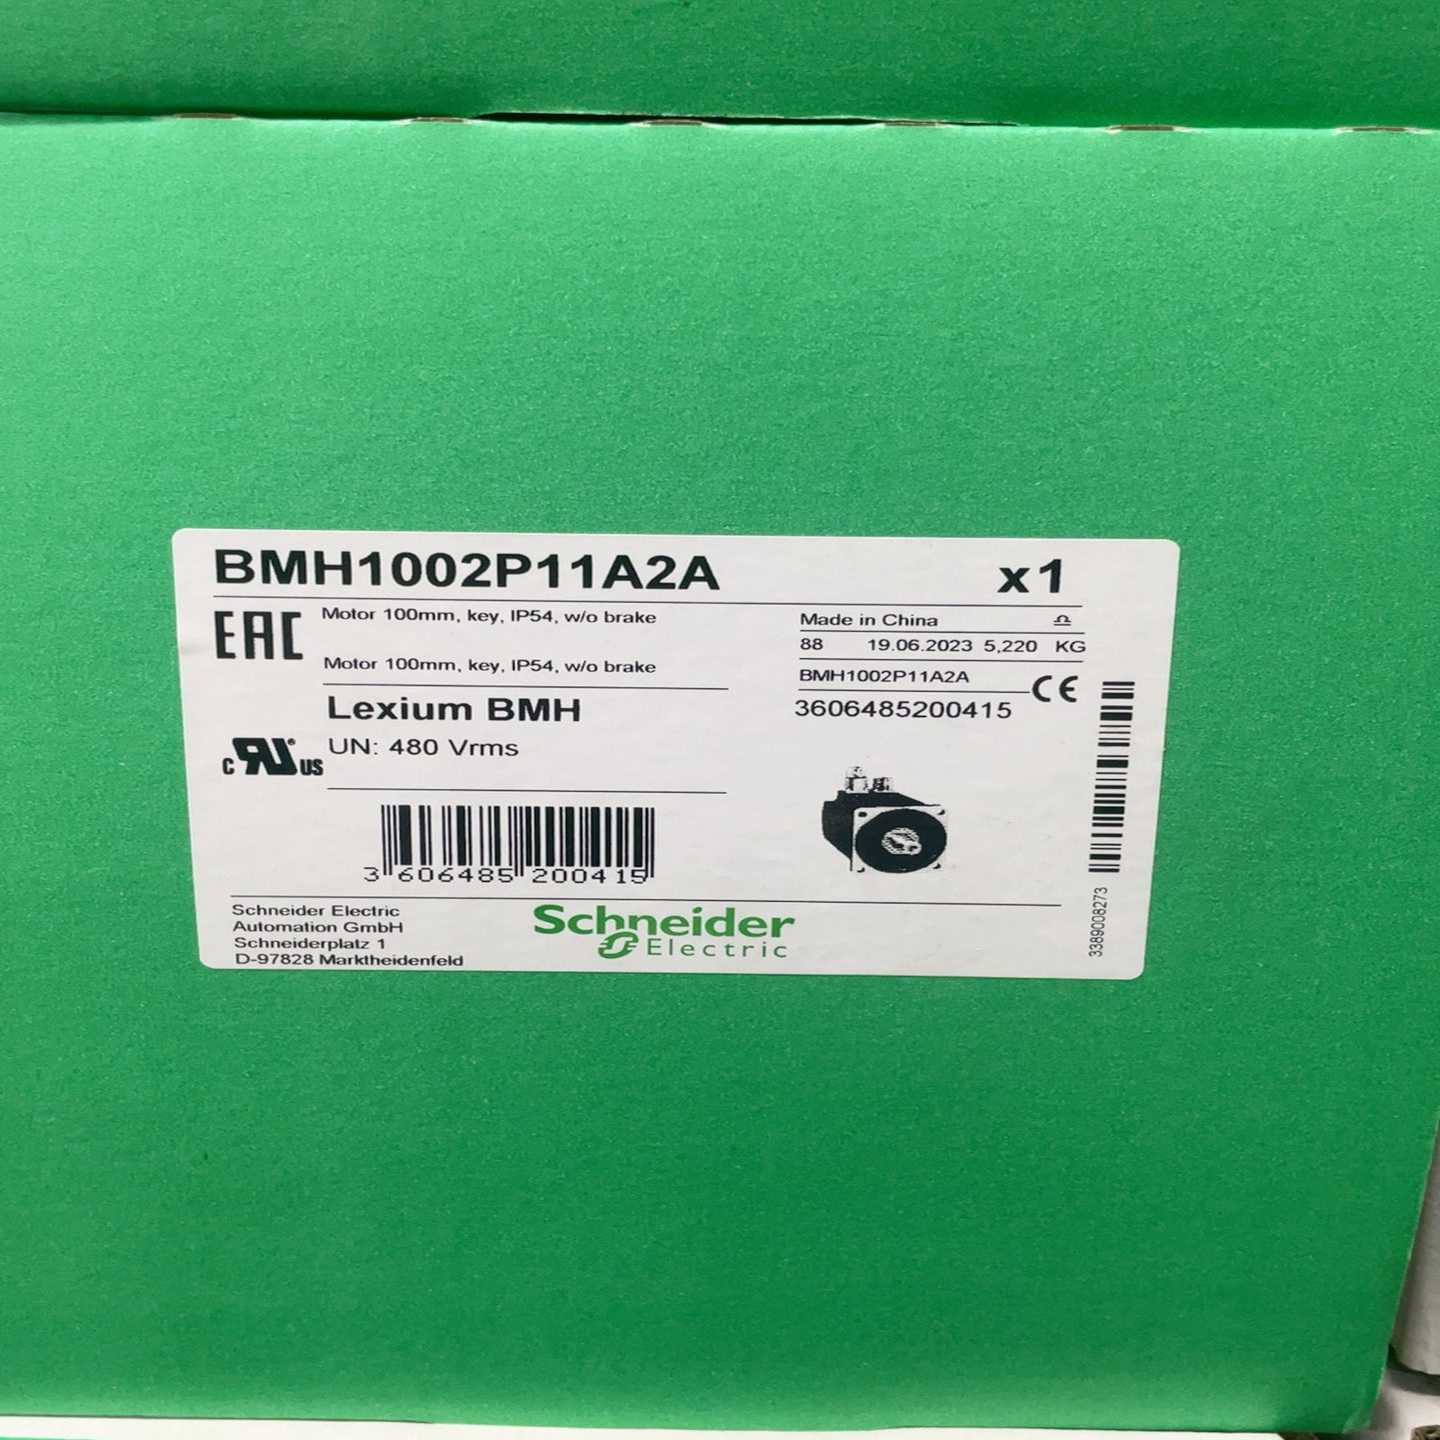 BMH1002P11A2A x1
EAC
Motor 100mm, key, IP54, w/o brake
Motor 100mm, key, IP54, w/o brake
Lexium BMH
UN: 480 Vrms
c RU US
Made in China
88 19.06.2023 5,220 KG
BMH1002P11A2A
CE
3606485200415
3 606485 200415
3389008273
Schneider Electric
Automation GmbH
Schneiderplatz 1
D-97828 Marktheidenfeld
Schneider
Electric